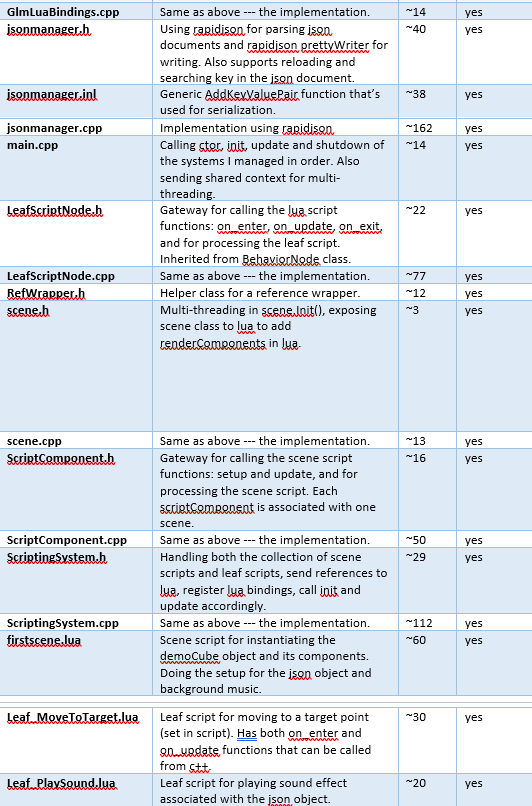 GlmLuaBindings.cpp Same as above --- the implementation. ~14 yes
jsonmanager.h Using rapidjson for parsing json ~40 yes
documents and rapidjson prettyWriter for
writing. Also supports reloading and
searching key in the json document.
jsonmanager.inl Generic AddKeyValuePair function that's ~38 yes
used for serialization.
jsonmanager.cpp Implementation using rapidjson. ~162 yes
main.cpp Calling ctor, init, update and shutdown of ~14 yes
the systems I managed in order. Also
sending shared context for multi-
threading.
LeafScriptNode.h Gateway for calling the lua script ~22 yes
functions: on_enter, on_update, on_exit,
and for processing the leaf script.
Inherited from BehaviorNode class.
LeafScriptNode.cpp Same as above --- the implementation. ~77 yes
RefWrapper.h Helper class for a reference wrapper. ~12 yes
scene.h Multi-threading in scene.Init(), exposing ~3 yes
scene class to lua to add
renderComponents in lua.
scene.cpp Same as above --- the implementation. ~13 yes
ScriptComponent.h Gateway for calling the scene script ~16 yes
functions: setup and update, and for
processing the scene script. Each
scriptComponent is associated with one
scene.
ScriptComponent.cpp Same as above --- the implementation. ~50 yes
ScriptingSystem.h Handling both the collection of scene ~29 yes
scripts and leaf scripts, send references to
lua, register lua bindings, call init and
update accordingly.
ScriptingSystem.cpp Same as above --- the implementation. ~112 yes
firstscene.lua Scene script for instantiating the ~60 yes
demoCube object and its components.
Doing the setup for the json object and
background music.
Leaf_MoveToTarget.lua Leaf script for moving to a target point ~30 yes
(set in script). Has both on_enter and
on_update functions that can be called
from c++.
Leaf_PlaySound.lua Leaf script for playing sound effect ~20 yes
associated with the json object.